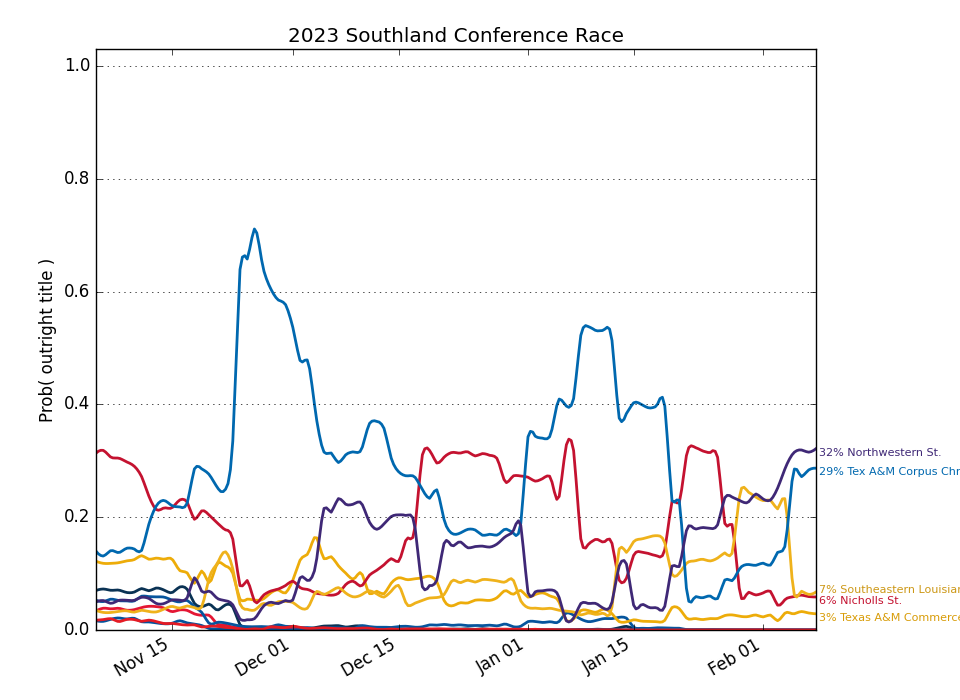 2023 Southland Conference Race
Prob( outright title )
1.0
0.8
0.6
0.4
0.2
0.0
Nov 15
Dec 01
Dec 15
Jan 01
Jan 15
Feb 01
32% Northwestern St.
29% Tex A&M Corpus Chr
7% Southeastern Louisian
6% Nicholls St.
3% Texas A&M Commerce